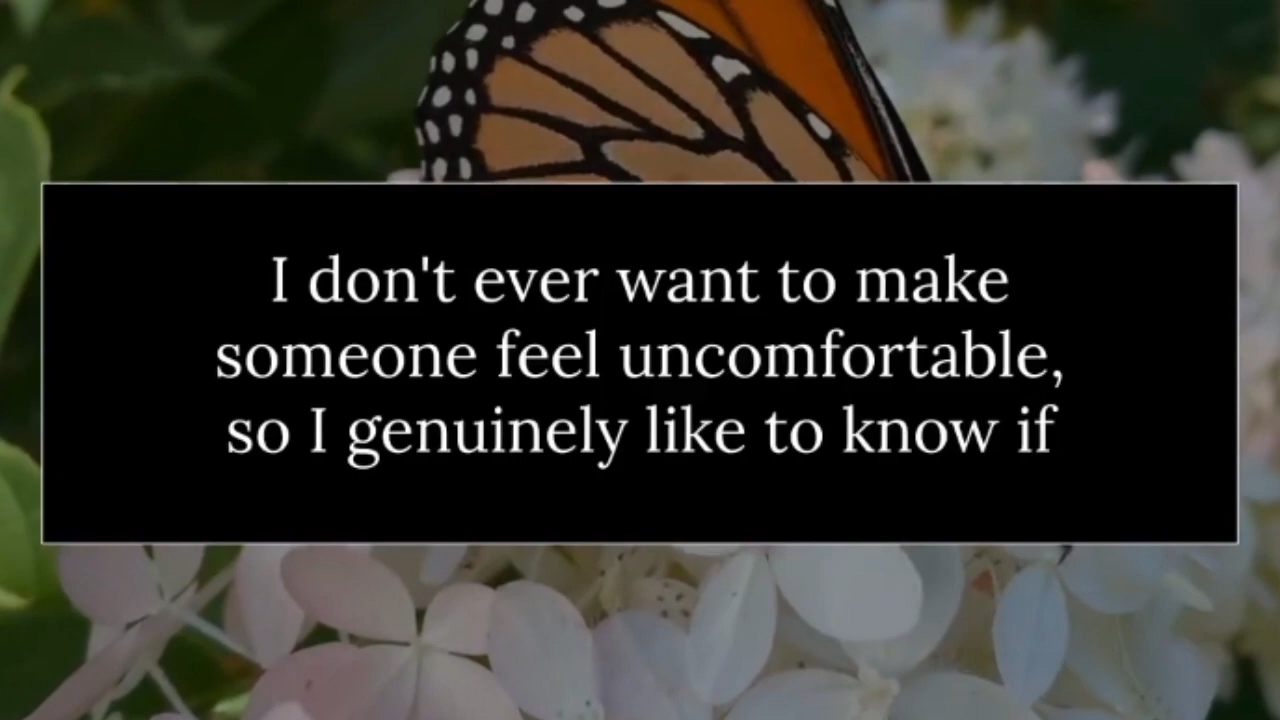 I don't ever want to make
someone feel uncomfortable,
so I genuinely like to know if